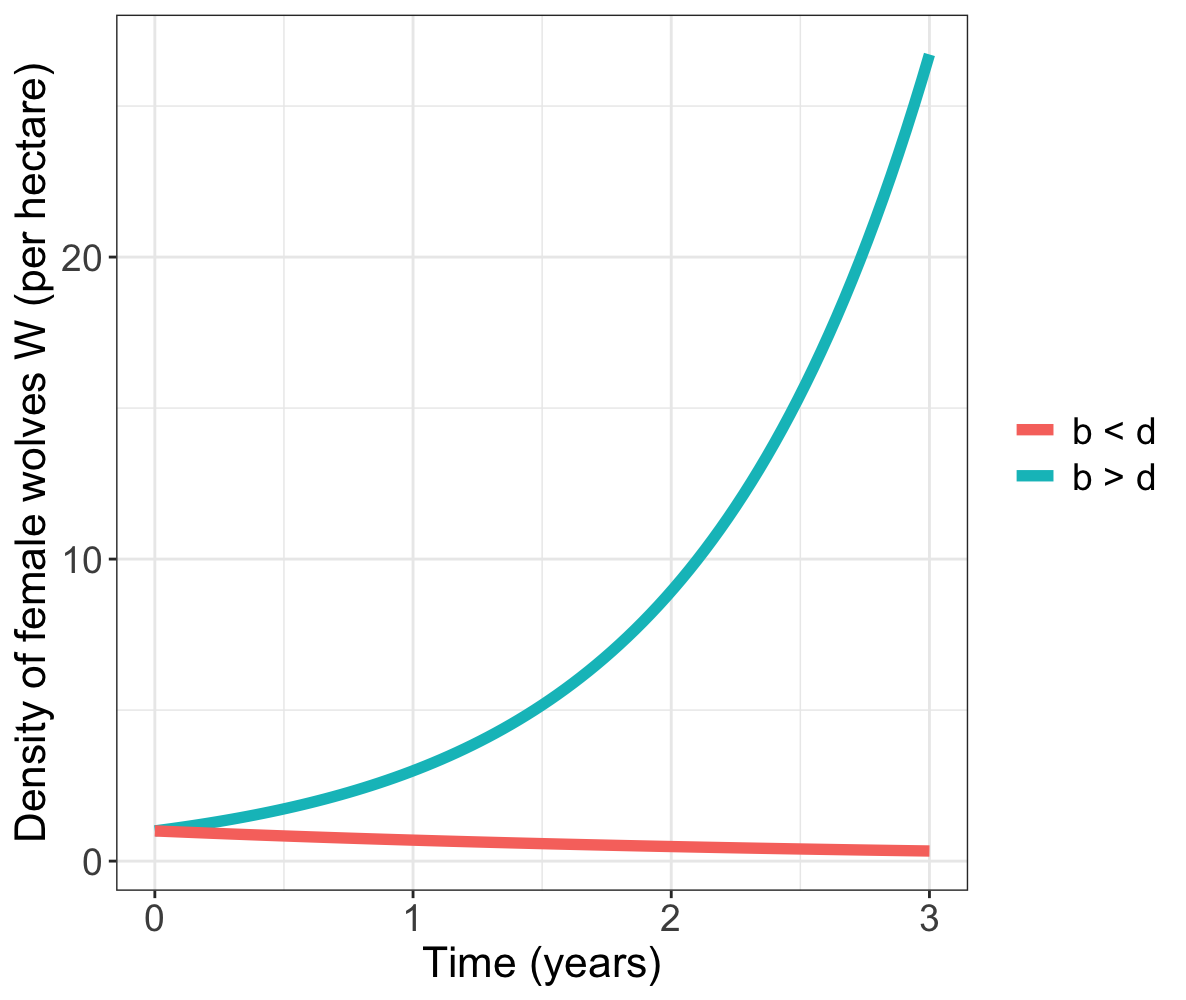 Density of female wolves W (per hectare)
20
10
0
0 1 2 3
Time (years)
b < d
b > d